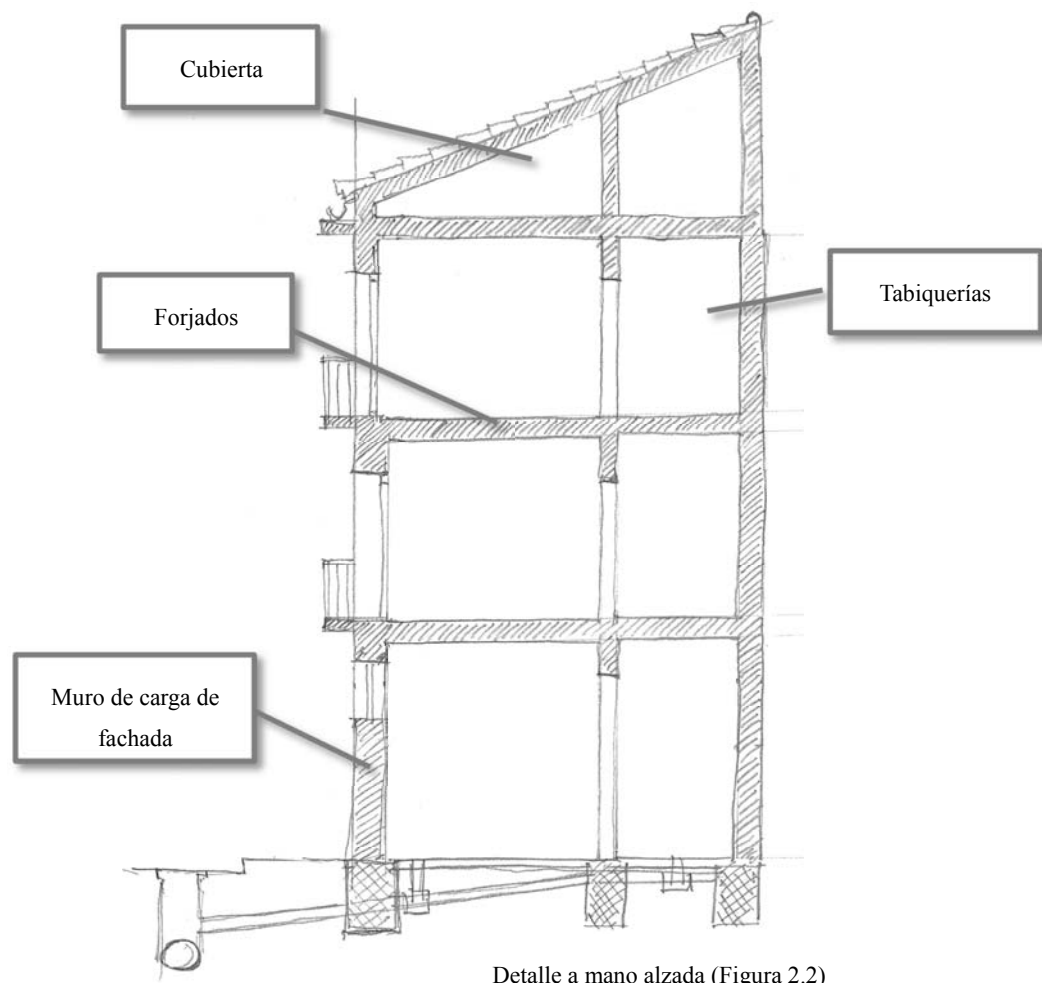 Cubierta
Forjados
Tabiquerías
Muro de carga de
fachada
Detalle a mano alzada (Figura 2.2)